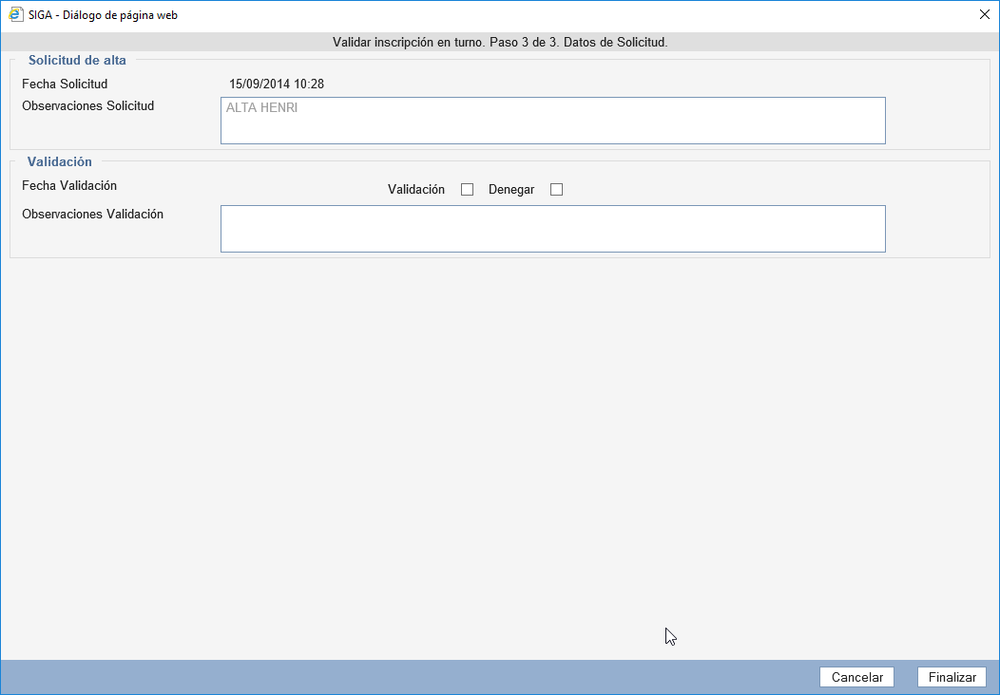 SIGA - Diálogo de página web
Validar inscripción en turno. Paso 3 de 3. Datos de Solicitud.
Solicitud de alta
Fecha Solicitud 15/09/2014 10:28
Observaciones Solicitud ALTA HENRI
Validación
Fecha Validación Validación Denegar
Observaciones Validación
Cancelar Finalizar